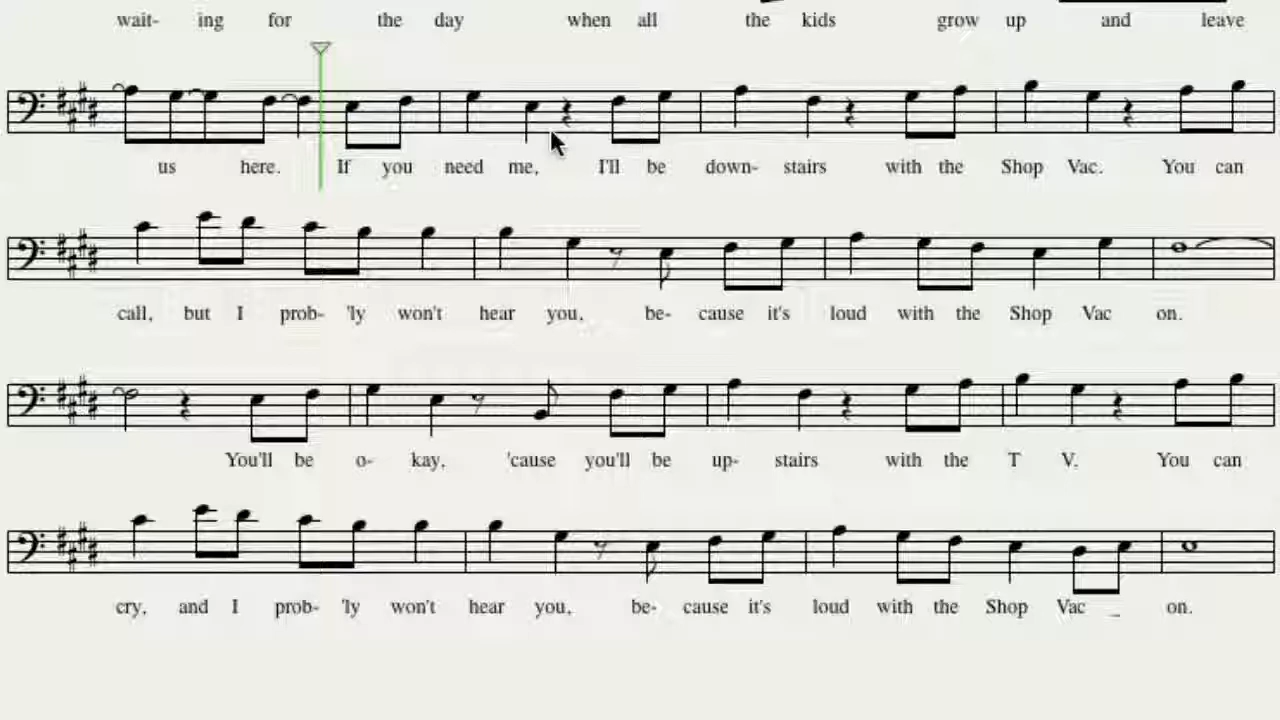 wait- ing for the day when all the kids grow up and leave
us here. If you need me, I'll be down- stairs with the Shop Vac. You can
call, but I prob- 'ly won't hear you, be- cause it's loud with the Shop Vac on.
You'll be o- kay, 'cause you'll be up- stairs with the T V. You can
cry, and I prob- 'ly won't hear you, be- cause it's loud with the Shop Vac _ on.